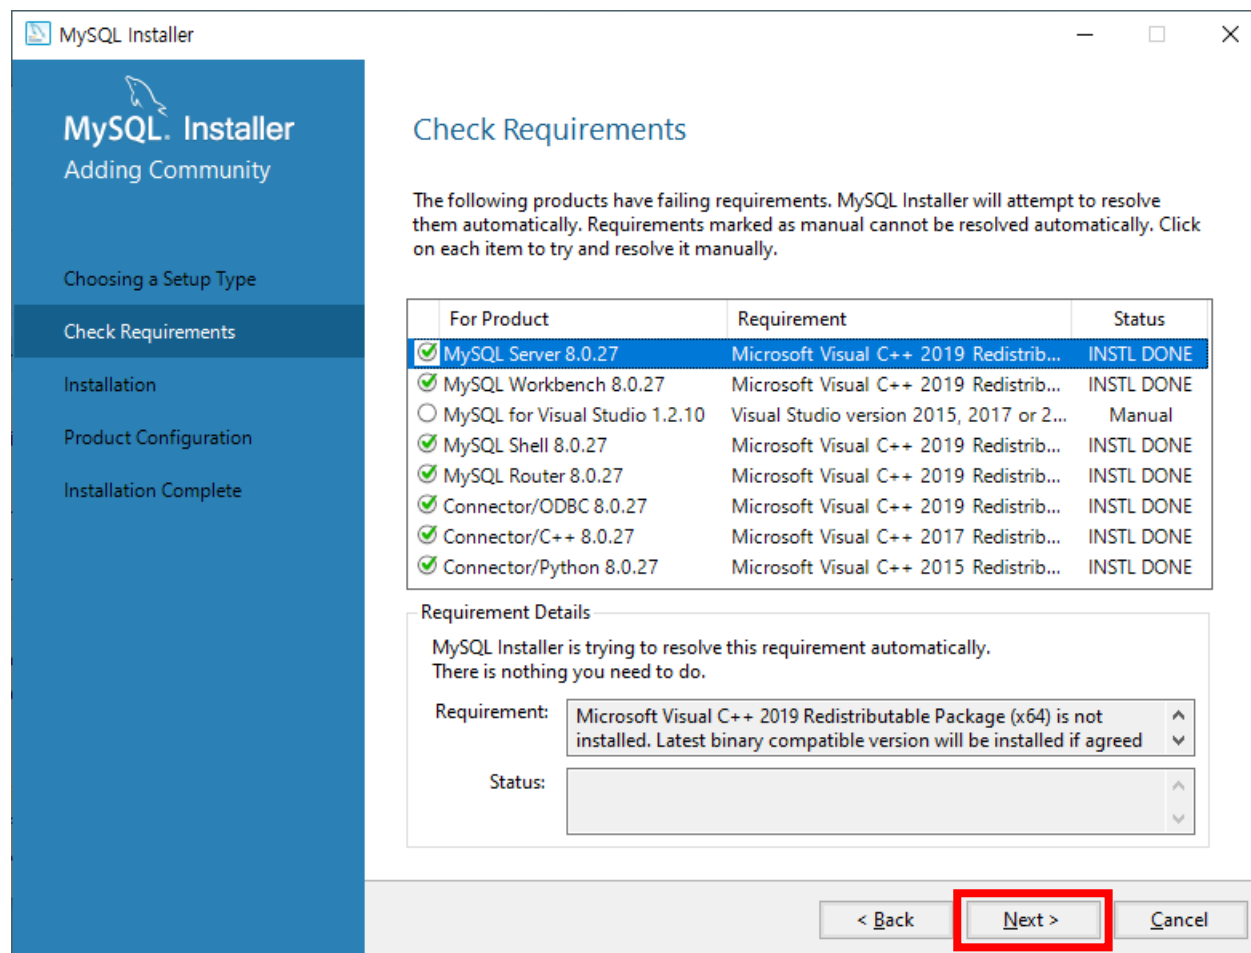 MySQL Installer
MySQL. Installer
Adding Community
Choosing a Setup Type
Check Requirements
Installation
Product Configuration
Installation Complete
Check Requirements
The following products have failing requirements. MySQL Installer will attempt to resolve
them automatically. Requirements marked as manual cannot be resolved automatically. Click
on each item to try and resolve it manually.
For Product Requirement Status
MySQL Server 8.0.27 Microsoft Visual C++ 2019 Redistrib... INSTL DONE
MySQL Workbench 8.0.27 Microsoft Visual C++ 2019 Redistrib... INSTL DONE
MySQL for Visual Studio 1.2.10 Visual Studio version 2015, 2017 or 2... Manual
MySQL Shell 8.0.27 Microsoft Visual C++ 2019 Redistrib... INSTL DONE
MySQL Router 8.0.27 Microsoft Visual C++ 2019 Redistrib... INSTL DONE
Connector/ODBC 8.0.27 Microsoft Visual C++ 2019 Redistrib... INSTL DONE
Connector/C++ 8.0.27 Microsoft Visual C++ 2017 Redistrib... INSTL DONE
Connector/Python 8.0.27 Microsoft Visual C++ 2015 Redistrib... INSTL DONE
Requirement Details
MySQL Installer is trying to resolve this requirement automatically.
There is nothing you need to do.
Requirement: Microsoft Visual C++ 2019 Redistributable Package (x64) is not
installed. Latest binary compatible version will be installed if agreed
Status:
< Back Next > Cancel